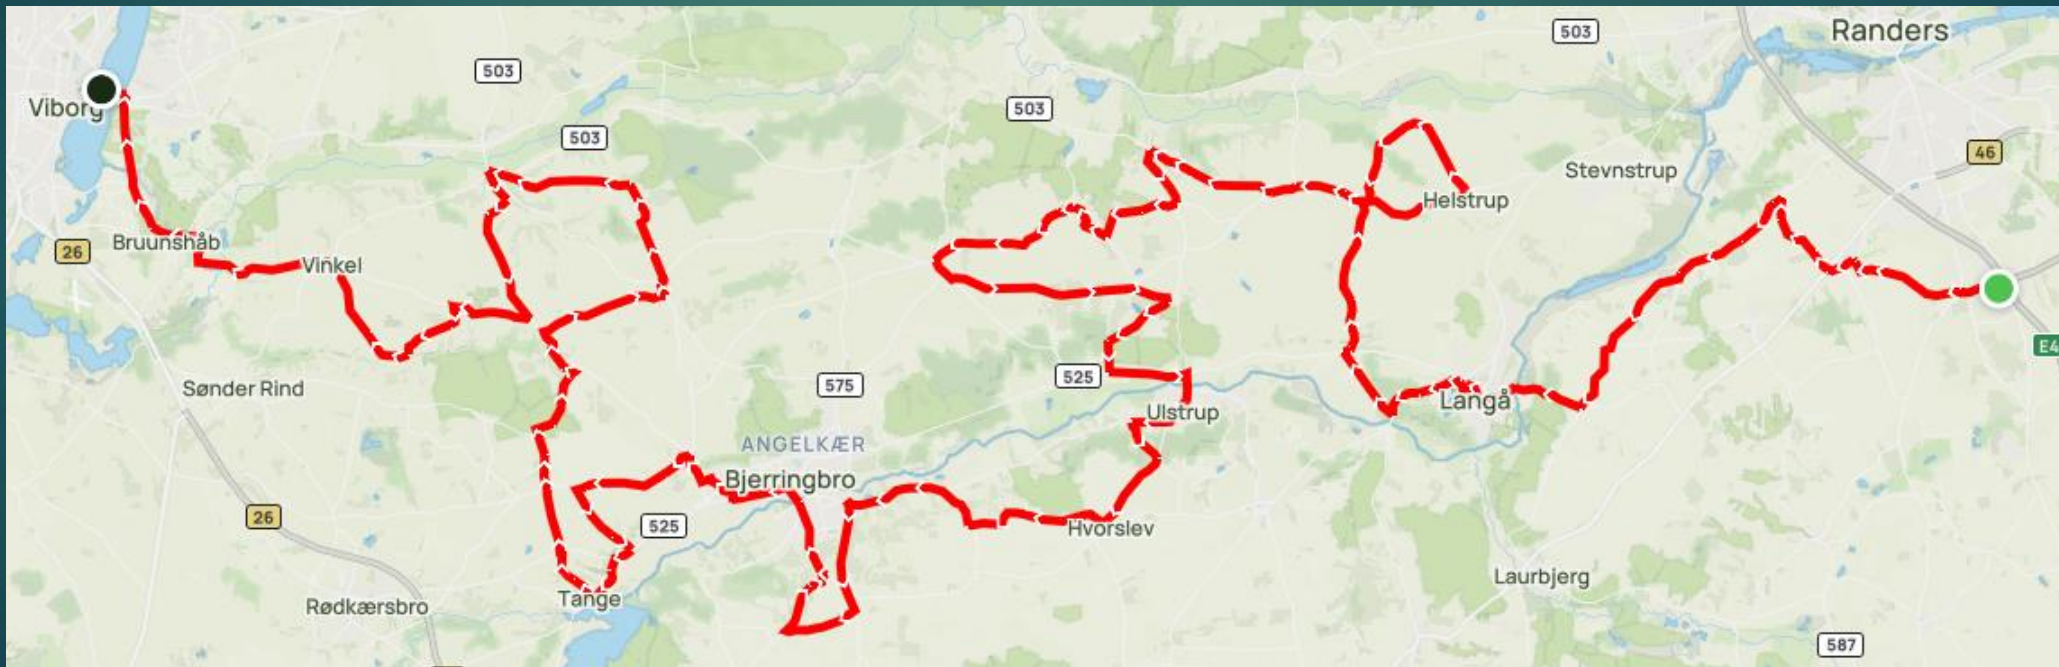 Randers
503
503
503
503
Viborg
46
Stevnstrup
Helstrup
Bruunshåb
26
Vinkel
E4
525
575
Sønder Rind
Langå
Ulstrup
ANGELKÆR
Bjerringbro
26
525
Hvorslev
Laurbjerg
Tange
Rødkærsbro
587